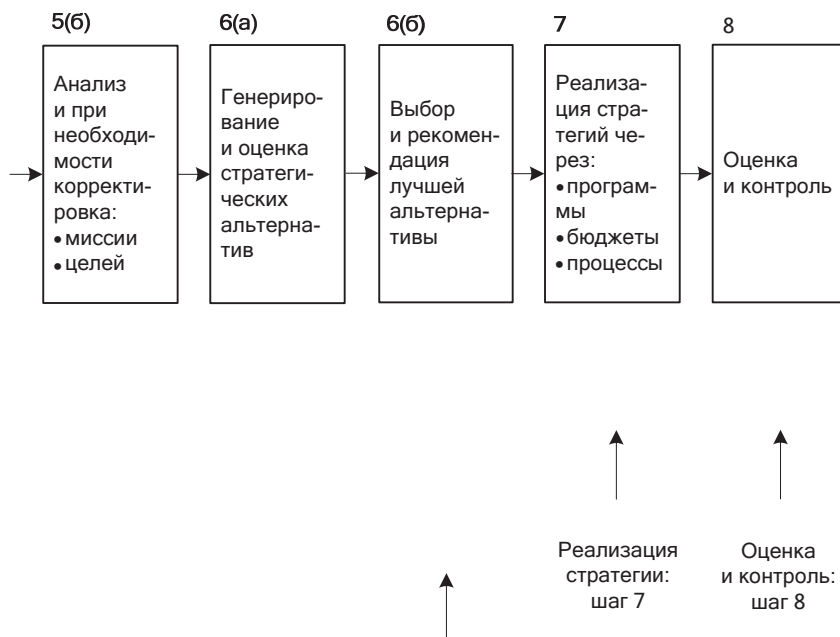 5(б)
Анализ
и при
необходи-
мости
корректи-
ровка:
• миссии
• целей
6(а)
Генериро-
вание
и оценка
стратеги-
ческих
альтерна-
тив
6(б)
Выбор
и рекомен-
дация
лучшей
альтерна-
тивы
7
Реализа-
ция стра-
тегий че-
рез:
• програм-
мы
• бюджеты
• процессы
8
Оценка
и контроль
Реализация
стратегии:
шаг 7
Оценка
и контроль:
шаг 8